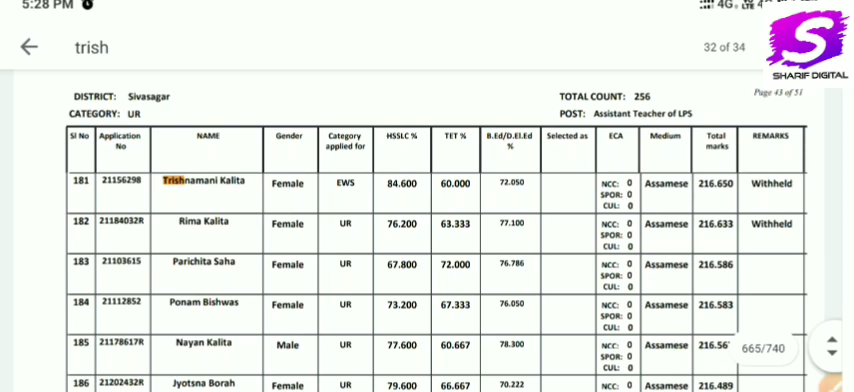 5:28 PM
4G
LTE 4
trish
32 of 34
S
SHARIF DIGITAL
DISTRICT: Sivasagar
TOTAL COUNT: 256
Page 43 of 51
CATEGORY: UR
POST: Assistant Teacher of LPS
Sl No Application No NAME Gender Category applied for HSSLC % TET % B.Ed/D.El.Ed % Selected as ECA Medium Total marks REMARKS
181 21156298 Trishnamani Kalita Female EWS 84.600 60.000 72.050 NCC: 0 Assamese 216.650 Withheld
SPOR: 0
CUL: 0
182 21184032R Rima Kalita Female UR 76.200 63.333 77.100 NCC: 0 Assamese 216.633 Withheld
SPOR: 0
CUL: 0
183 21103615 Parichita Saha Female UR 67.800 72.000 76.786 NCC: 0 Assamese 216.586
SPOR: 0
CUL: 0
184 21112852 Ponam Bishwas Female UR 73.200 67.333 76.050 NCC: 0 Assamese 216.583
SPOR: 0
CUL: 0
185 21178617R Nayan Kalita Male UR 77.600 60.667 78.300 NCC: 0 Assamese 216.56
665/740
SPOR: 0
CUL: 0
186 21202432R Jyotsna Borah Female UR 79.600 66.667 70.222 NCC: 0 Assamese 216.489